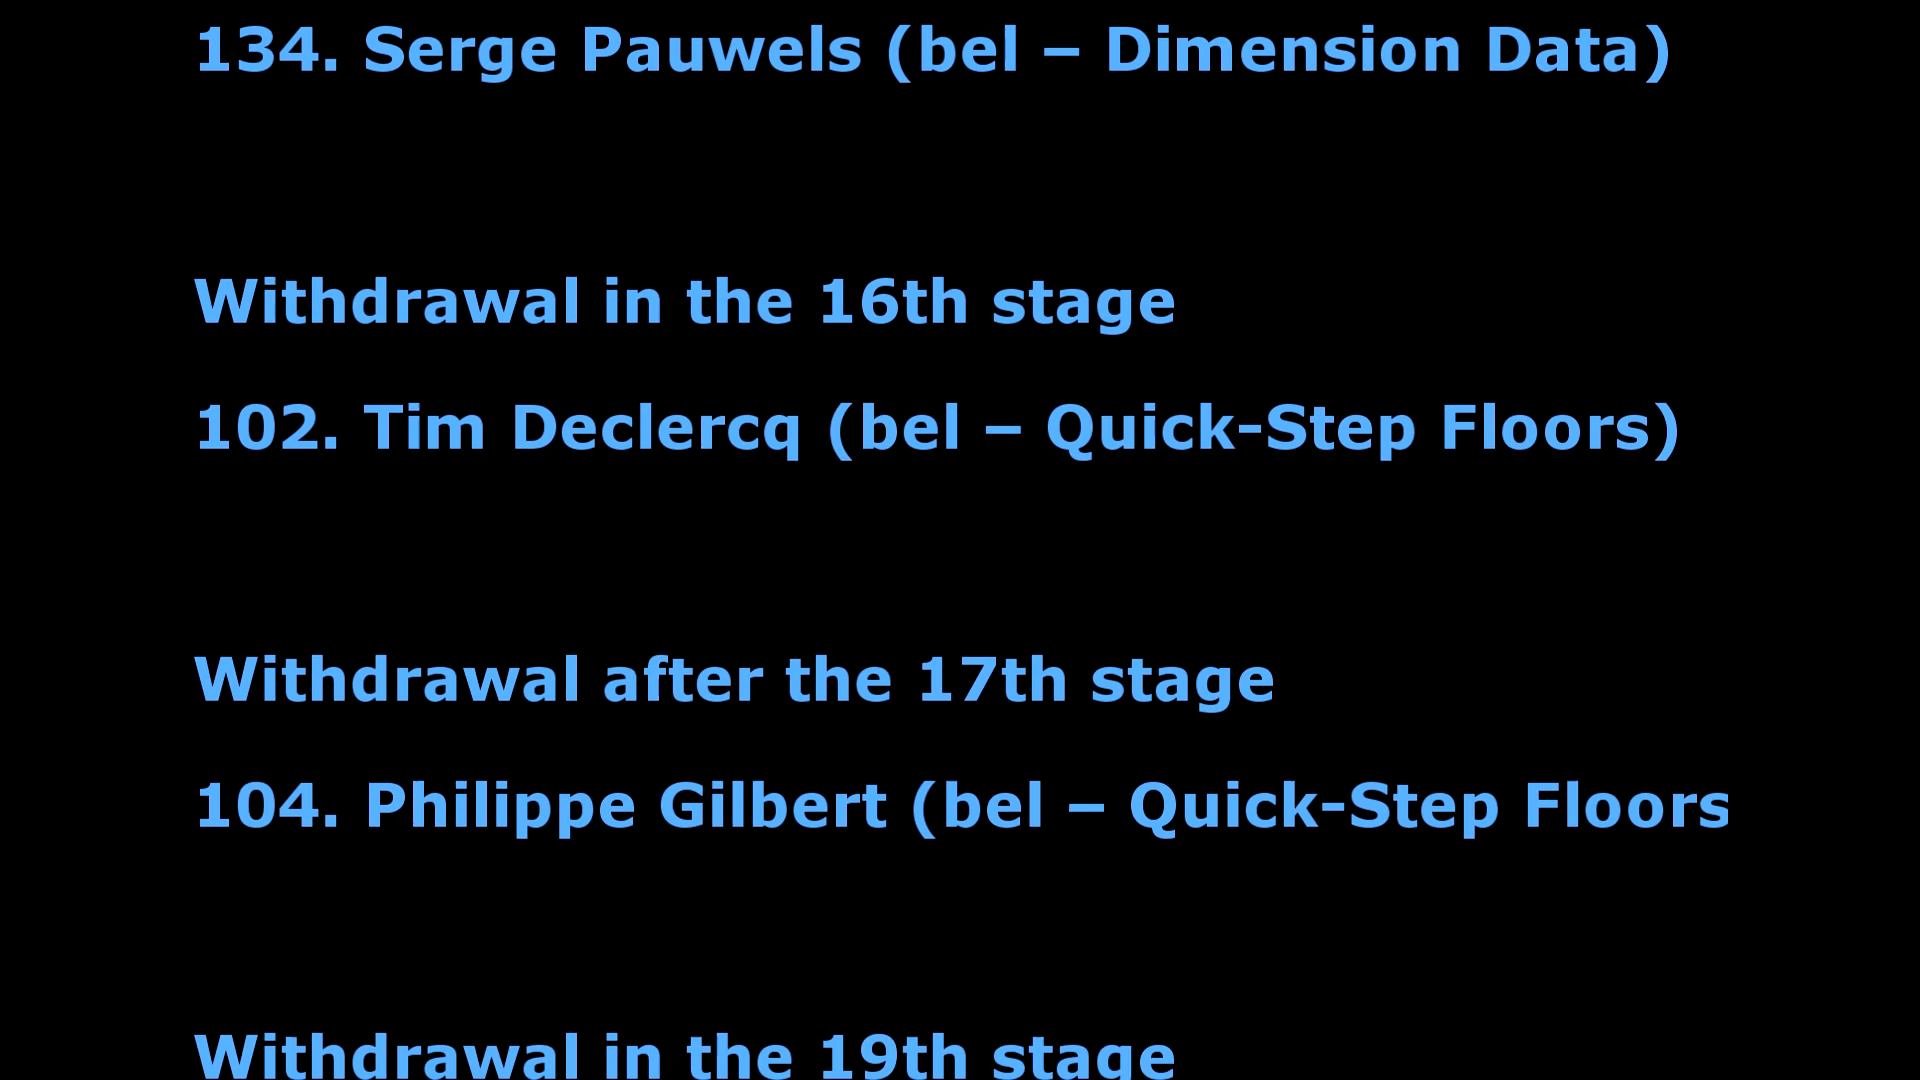 134. Serge Pauwels (bel – Dimension Data)
Withdrawal in the 16th stage
102. Tim Declercq (bel – Quick-Step Floors)
Withdrawal after the 17th stage
104. Philippe Gilbert (bel – Quick-Step Floors
Withdrawal in the 19th stage